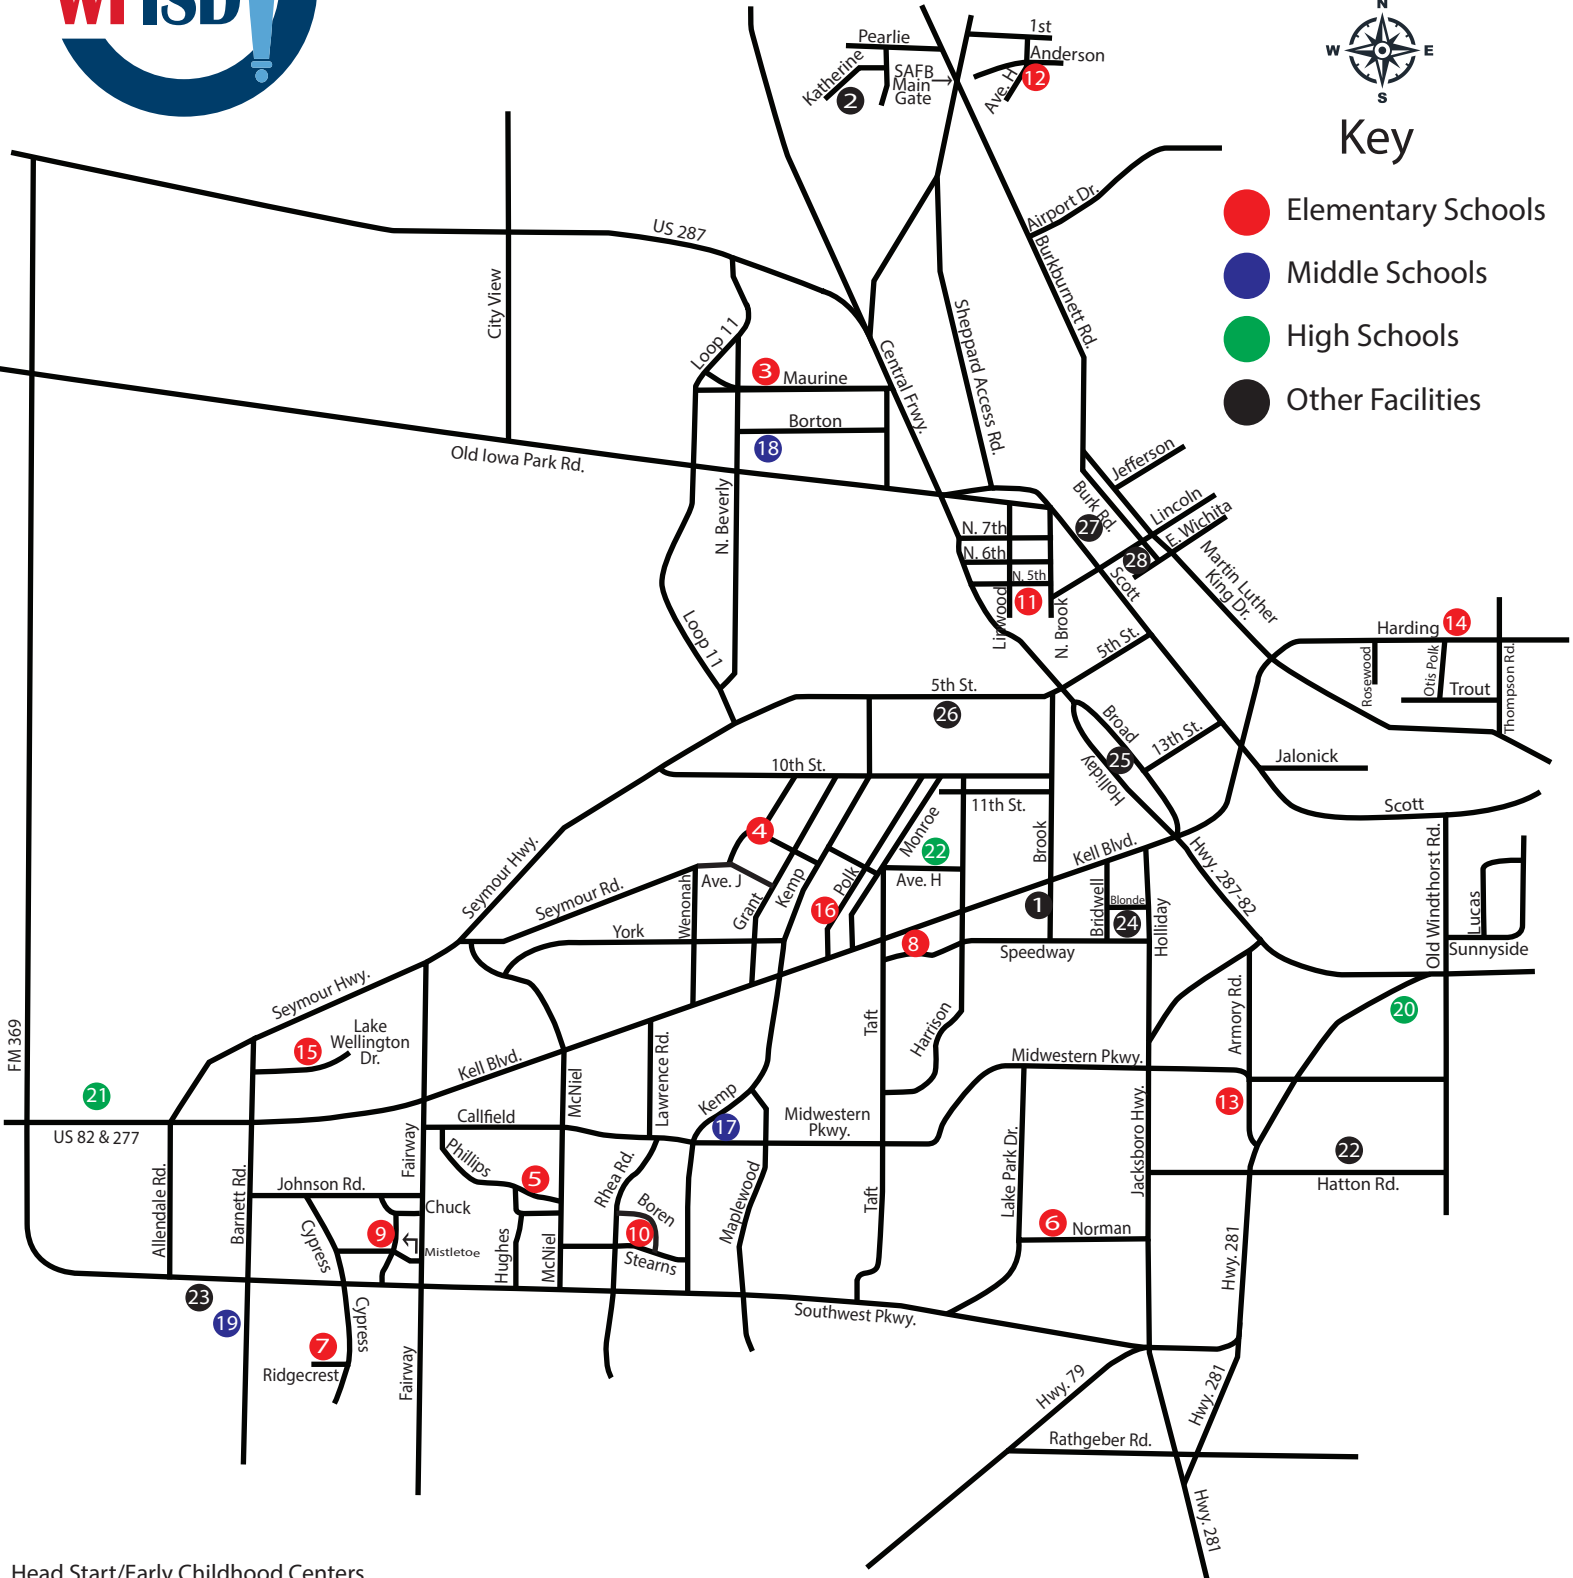 WFISD
N
W
E
S
Key
Elementary Schools
Middle Schools
High Schools
Other Facilities
Pearlie
Katherine
SAFB
Main
Gate
2
1st
Anderson
Ave. H
12
Airport Dr.
Burkburnett Rd.
US 287
City View
Loop 11
3
Maurine
Borton
18
Central Frwy.
Sheppard Access Rd.
Old Iowa Park Rd.
N. Beverly
Jefferson
Lincoln
E. Wichita
Burk Rd.
27
28
Scott
Martin Luther
King Dr.
N. 7th
N. 6th
N. 5th
11
Linwood
N. Brook
5th St.
Loop 11
Harding
14
Rosewood
Otis Polk
Trout
Thompson Rd.
5th St.
26
Broad
13th St.
25
Holliday
Jalonick
Scott
10th St.
11th St.
4
Monroe
22
Brook
Kell Blvd.
Hwy. 287-82
Old Windthorst Rd.
Lucas
Sunnyside
Seymour Hwy.
Seymour Rd.
Ave. J
Wenonah
Grant
Kemp
Polk
16
Ave. H
1
Bridwell
Blonde
24
Holliday
York
8
Speedway
Seymour Hwy.
FM 369
15
Lake
Wellington
Dr.
Kell Blvd.
McNiel
Lawrence Rd.
Taft
Harrison
Armory Rd.
20
Midwestern Pkwy.
21
US 82 & 277
Callfield
Kemp
17
Midwestern
Pkwy.
13
Jacksboro Hwy.
Lake Park Dr.
22
Hatton Rd.
Allendale Rd.
Barnett Rd.
Johnson Rd.
Fairway
Phillips
5
Chuck
Cypress
9
Mistletoe
Hughes
McNiel
Rhea Rd.
Boren
10
Stearns
Maplewood
Taft
6
Norman
Hwy. 281
23
19
7
Ridgecrest
Cypress
Fairway
Southwest Pkwy.
Hwy. 79
Hwy. 281
Rathgeber Rd.
Hwy. 281
Head Start/Early Childhood Centers